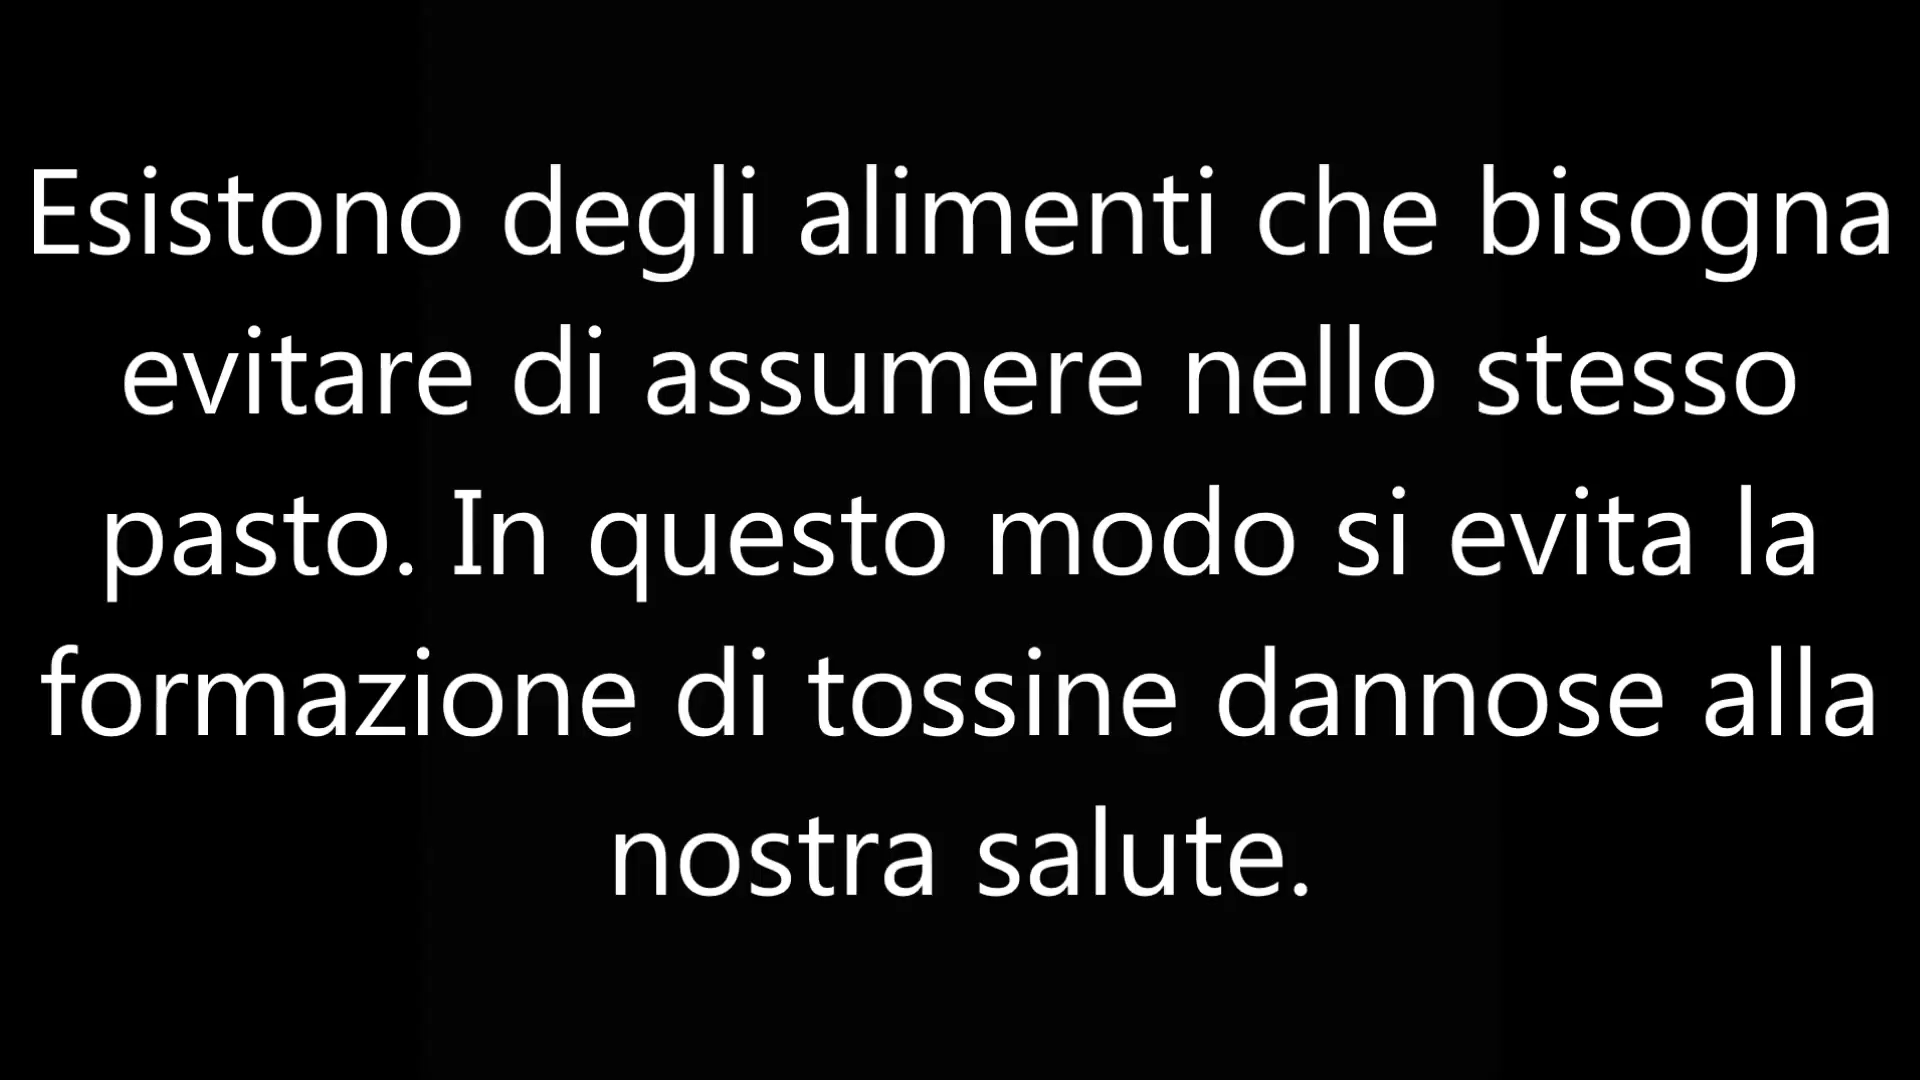 Esistono degli alimenti che bisogna
evitare di assumere nello stesso
pasto. In questo modo si evita la
formazione di tossine dannose alla
nostra salute.